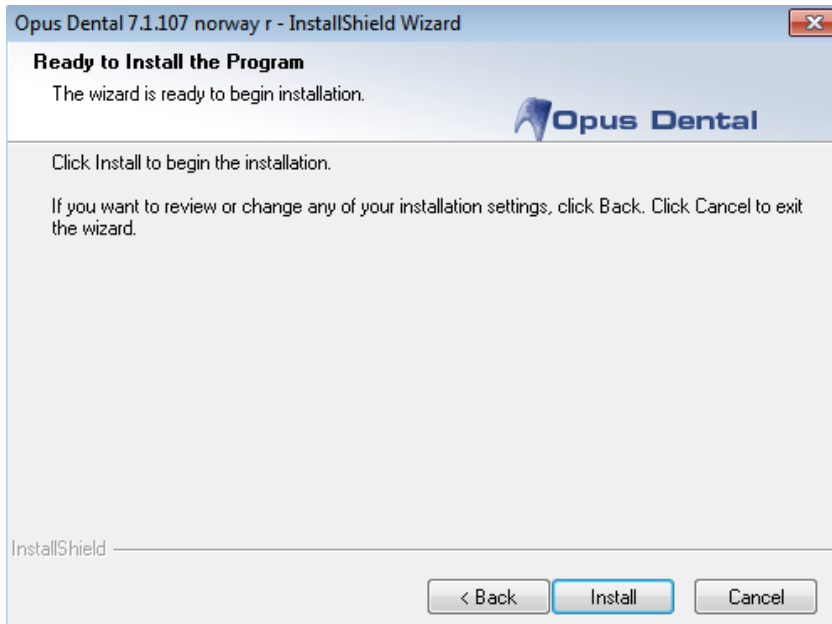 Opus Dental 7.1.107 norway r - InstallShield Wizard
Ready to Install the Program
The wizard is ready to begin installation.
Opus Dental
Click Install to begin the installation.
If you want to review or change any of your installation settings, click Back. Click Cancel to exit
the wizard.
InstallShield
< Back Install Cancel